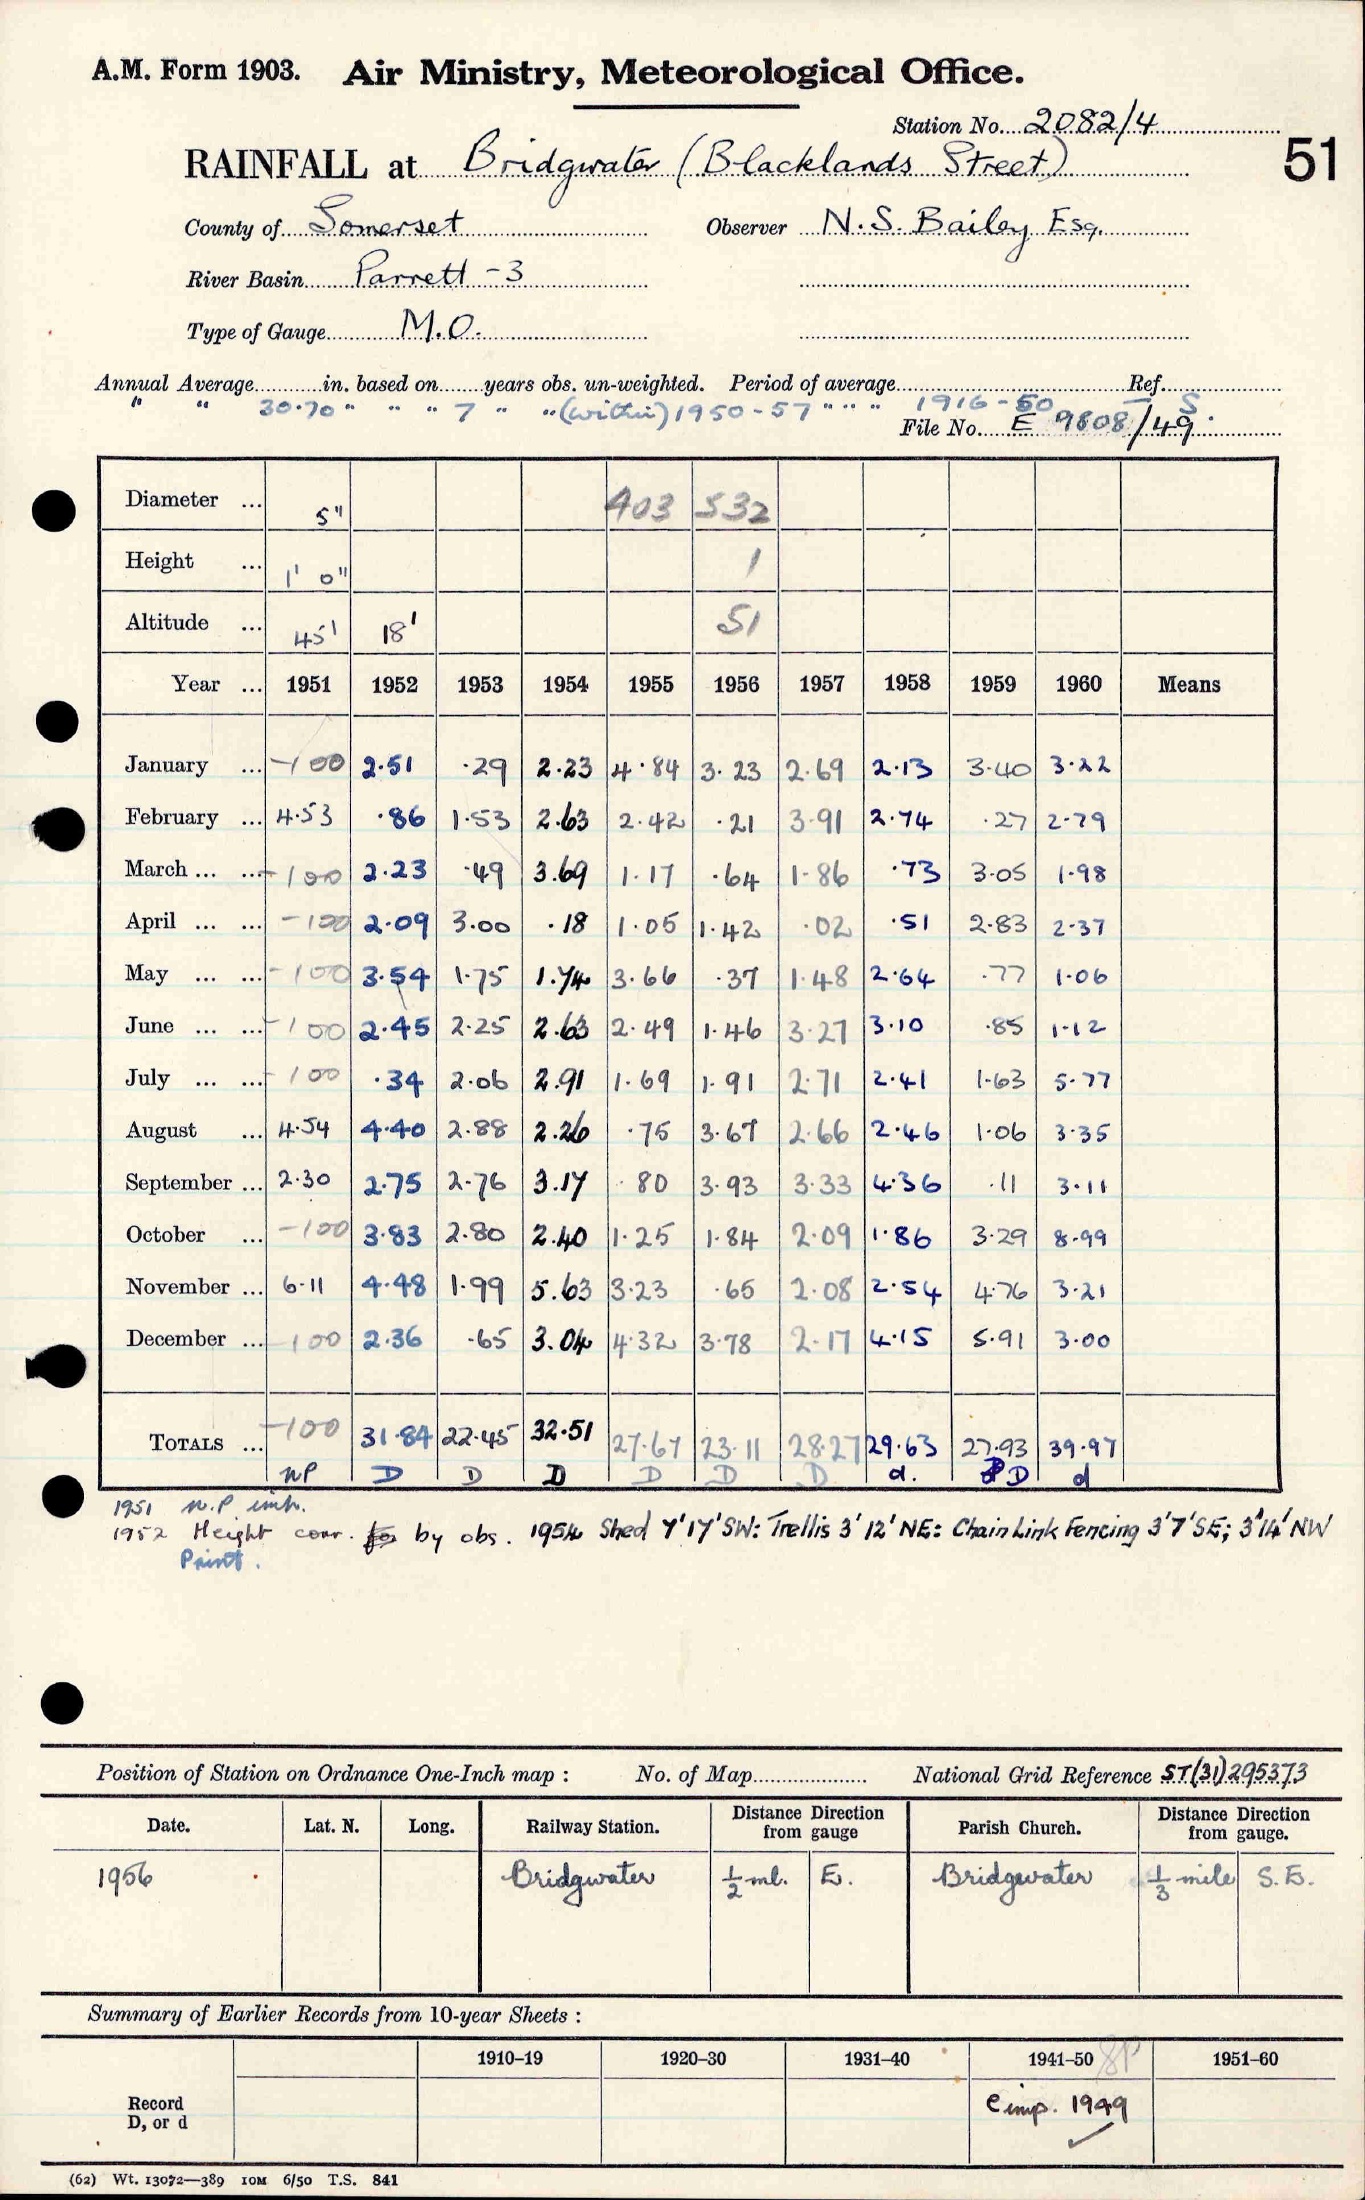 A.M. Form 1903. Air Ministry, Meteorological Office.
Station No. 2082/4
RAINFALL at Bridgwater (Blacklands Street)
51
County of Somerset Observer N.S. Bailey Esq.
River Basin Parrett -3
Type of Gauge M.O.
Annual Average in. based on years obs. un-weighted. Period of average Ref.
" " 30.70 " " " 7 " " (within) 1950-57 " " " 1916-50 S.
File No. E 9808/49
Diameter ... 5" 403 532
Height ... 1' 0" 1
Altitude ... 45' 18' 51
Year ... 1951 1952 1953 1954 1955 1956 1957 1958 1959 1960 Means
January ... -100 2.51 .29 2.23 4.84 3.23 2.69 2.13 3.40 3.22
February ... 4.53 .86 1.53 2.63 2.42 .21 3.91 2.74 .27 2.79
March ... ... -100 2.23 .49 3.69 1.17 .64 1.86 .73 3.05 1.98
April ... ... -100 2.09 3.00 .18 1.05 1.42 .02 .51 2.83 2.37
May ... ... -100 3.54 1.75 1.74 3.66 .37 1.48 2.64 .77 1.06
June ... ... -100 2.45 2.25 2.63 2.49 1.46 3.27 3.10 .85 1.12
July ... ... -100 .34 2.06 2.91 1.69 1.91 2.71 2.41 1.63 5.77
August ... 4.54 4.40 2.88 2.26 .75 3.67 2.66 2.46 1.06 3.35
September ... 2.30 2.75 2.76 3.17 .80 3.93 3.33 4.36 .11 3.11
October ... -100 3.83 2.80 2.40 1.25 1.84 2.09 1.86 3.29 8.99
November ... 6.11 4.48 1.99 5.63 3.23 .65 2.08 2.54 4.76 3.21
December ... -100 2.36 .65 3.04 4.32 3.78 2.17 4.15 5.91 3.00
TOTALS ... -100 31.84 22.45 32.51 27.67 23.11 28.27 29.63 27.93 39.97
NP D D D D D D d. D d
1951 N.P. imp.
1952 Height corr. by obs. 1954 Shed 7'17'SW: Trellis 3'12'NE: Chain Link Fencing 3'7'SE; 3'14'NW
Print.
Position of Station on Ordnance One-Inch map : No. of Map National Grid Reference ST(31)295373
Date. Lat. N. Long. Railway Station. Distance from gauge Direction Parish Church. Distance from gauge. Direction
1956 Bridgwater 1/2 ml. E. Bridgwater 1/3 mile S.E.
Summary of Earlier Records from 10-year Sheets :
1910–19 1920–30 1931–40 1941–50 8P 1951–60
Record D, or d
imp. 1949
(62) Wt. 13072—389 10M 6/50 T.S. 841